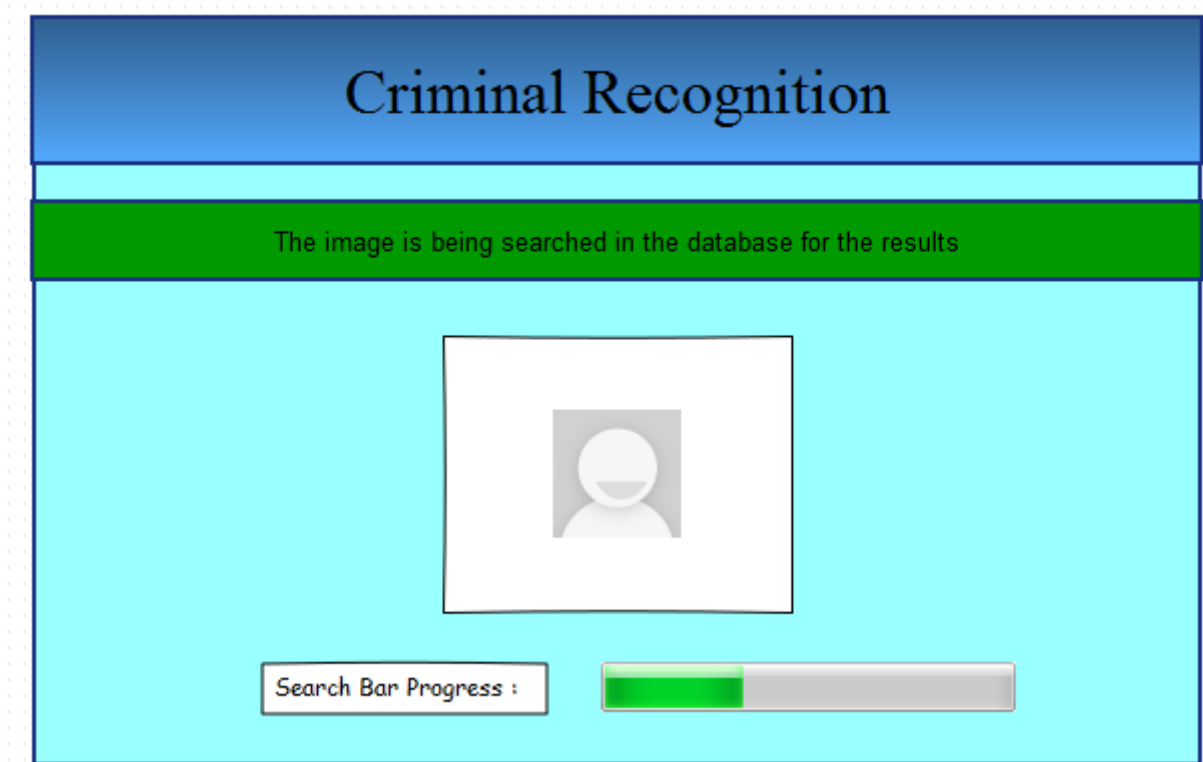 Criminal Recognition
The image is being searched in the database for the results
Search Bar Progress :